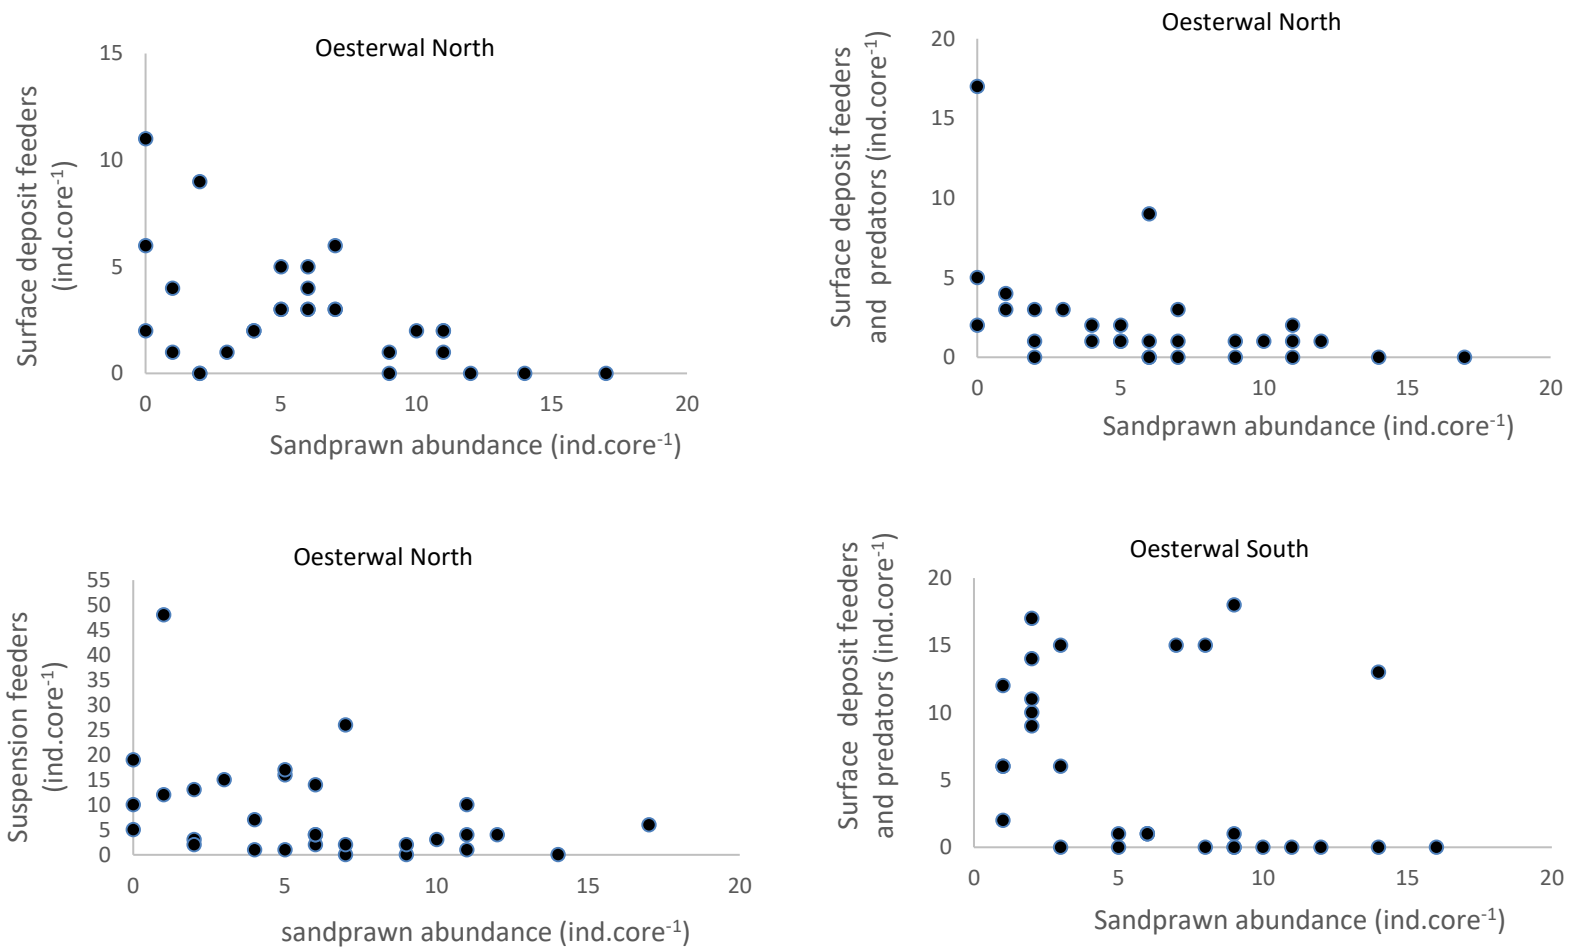 Oesterwal North
15
10
5
0
0 5 10 15 20
Surface deposit feeders
(ind.core⁻¹)
Sandprawn abundance (ind.core⁻¹)
Oesterwal North
20
15
10
5
0
0 5 10 15 20
Surface deposit feeders
and predators (ind.core⁻¹)
Sandprawn abundance (ind.core⁻¹)
Oesterwal North
55
50
45
40
35
30
25
20
15
10
5
0
0 5 10 15 20
Suspension feeders
(ind.core⁻¹)
sandprawn abundance (ind.core⁻¹)
Oesterwal South
20
15
10
5
0
0 5 10 15 20
Surface deposit feeders
and predators (ind.core⁻¹)
Sandprawn abundance (ind.core⁻¹)